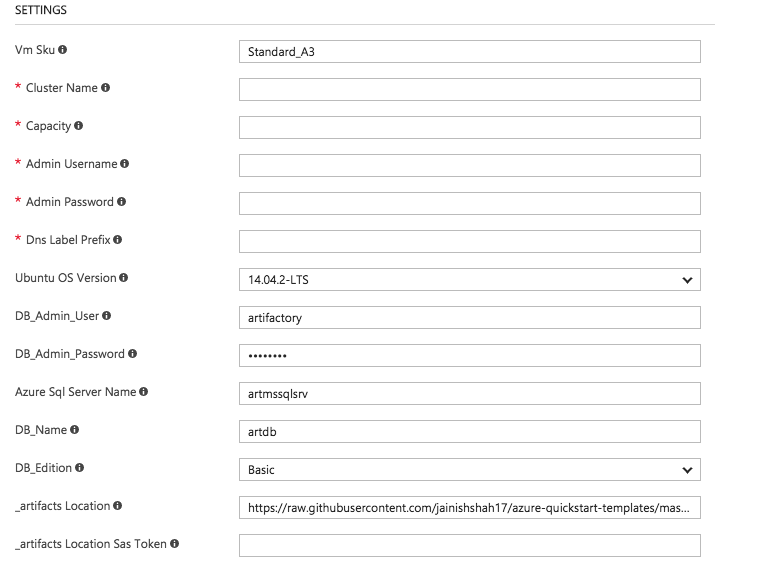 SETTINGS
Vm Sku Standard_A3
* Cluster Name
* Capacity
* Admin Username
* Admin Password
* Dns Label Prefix
Ubuntu OS Version 14.04.2-LTS
DB_Admin_User artifactory
DB_Admin_Password ••••••••
Azure Sql Server Name artmssqlsrv
DB_Name artdb
DB_Edition Basic
_artifacts Location https://raw.githubusercontent.com/jainishshah17/azure-quickstart-templates/mas...
_artifacts Location Sas Token